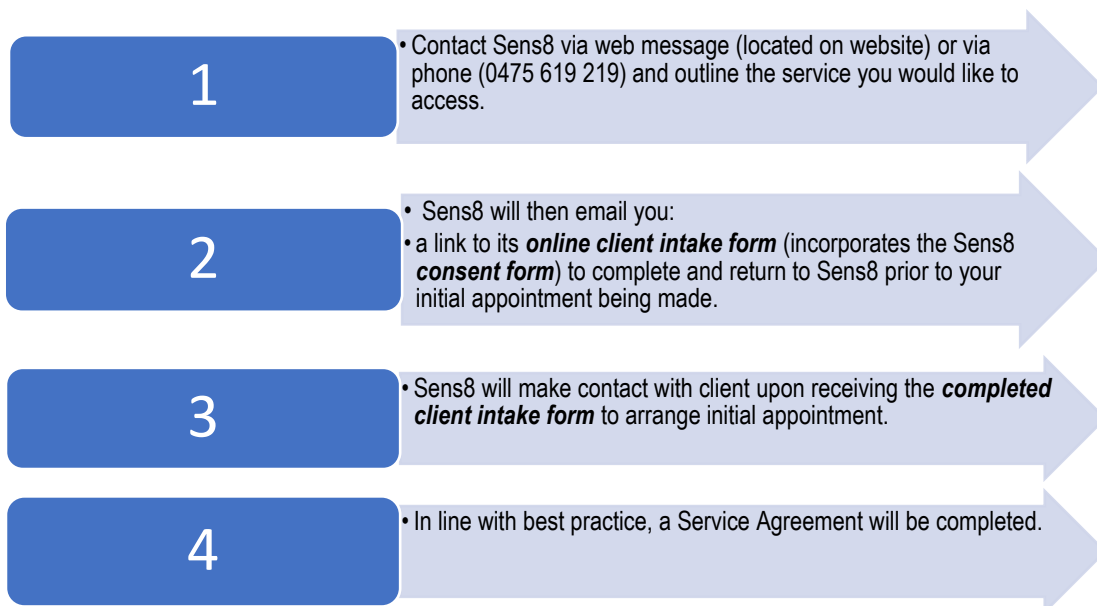 1
• Contact Sens8 via web message (located on website) or via
phone (0475 619 219) and outline the service you would like to
access.
2
• Sens8 will then email you:
• a link to its online client intake form (incorporates the Sens8
consent form) to complete and return to Sens8 prior to your
initial appointment being made.
3
• Sens8 will make contact with client upon receiving the completed
client intake form to arrange initial appointment.
4
• In line with best practice, a Service Agreement will be completed.